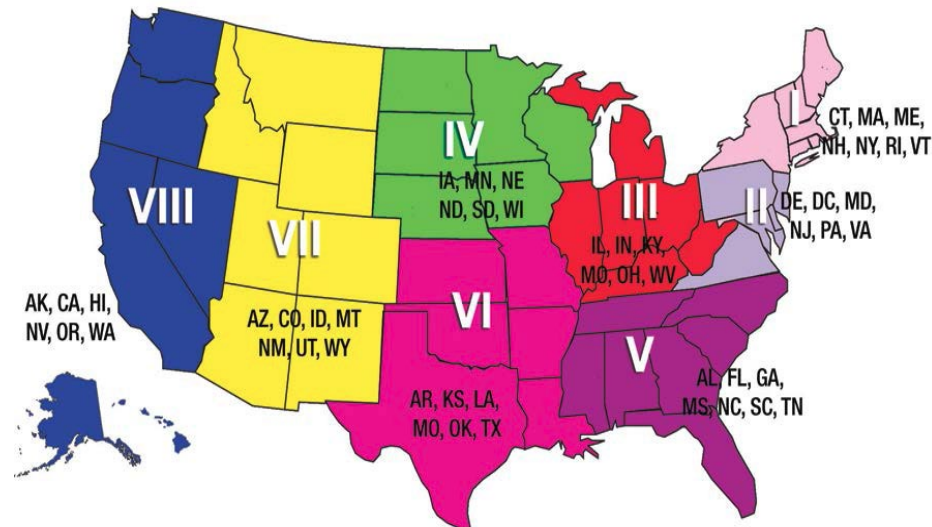 I
CT, MA, ME,
NH, NY, RI, VT
II
DE, DC, MD,
NJ, PA, VA
III
IL, IN, KY,
MO, OH, WV
IV
IA, MN, NE
ND, SD, WI
V
AL, FL, GA,
MS, NC, SC, TN
VI
AR, KS, LA,
MO, OK, TX
VII
AZ, CO, ID, MT
NM, UT, WY
VIII
AK, CA, HI,
NV, OR, WA